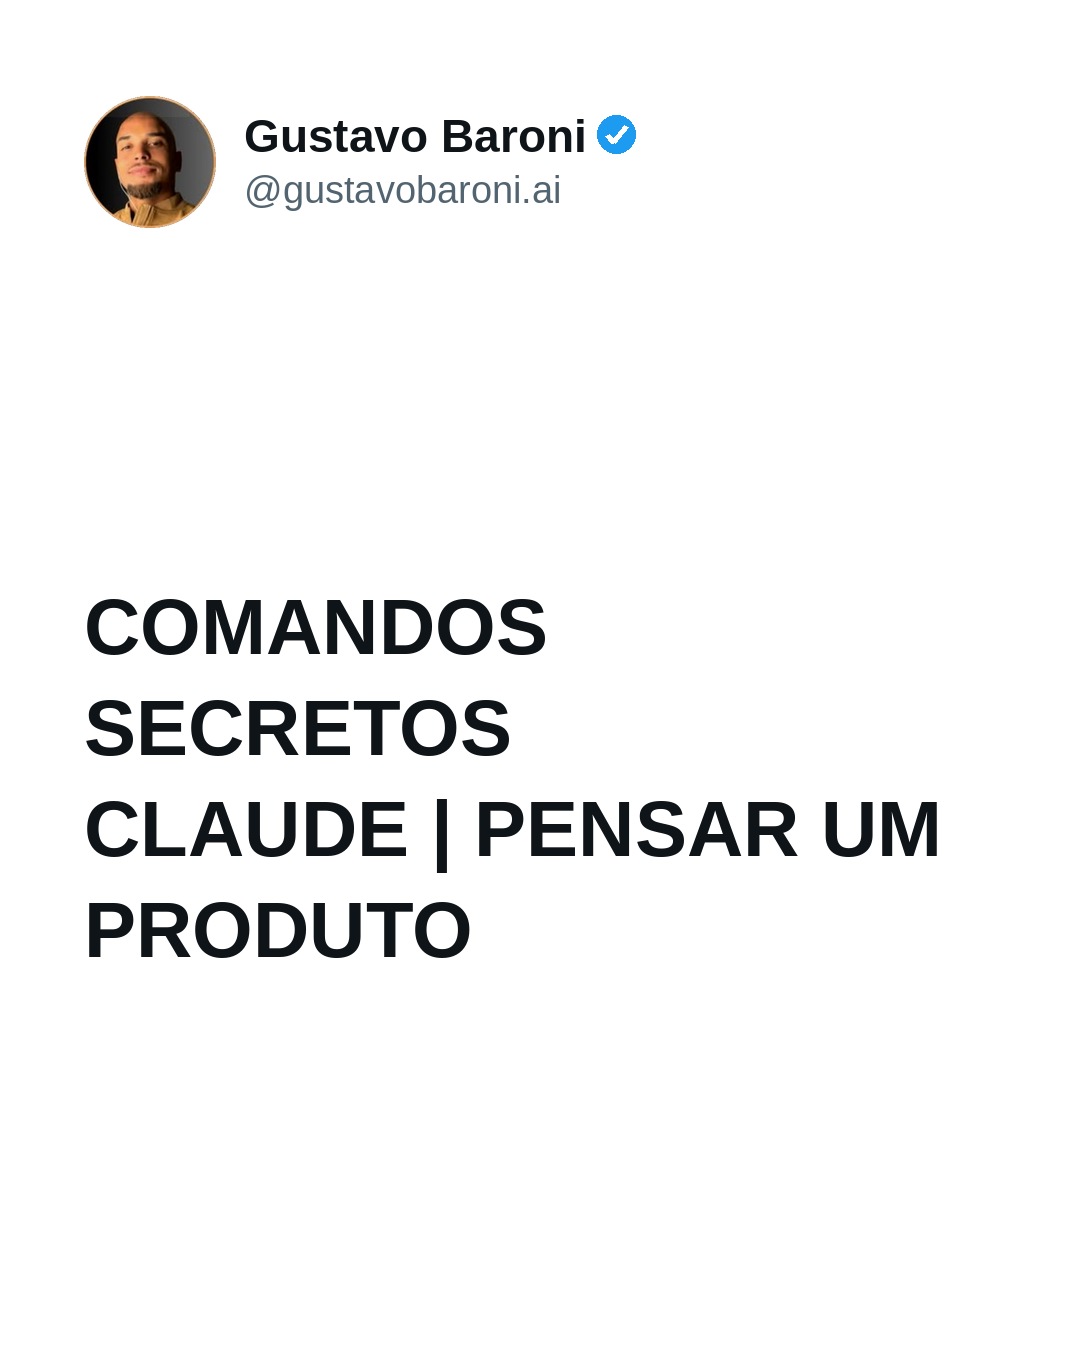 Gustavo Baroni
@gustavobaroni.ai
COMANDOS
SECRETOS
CLAUDE | PENSAR UM
PRODUTO